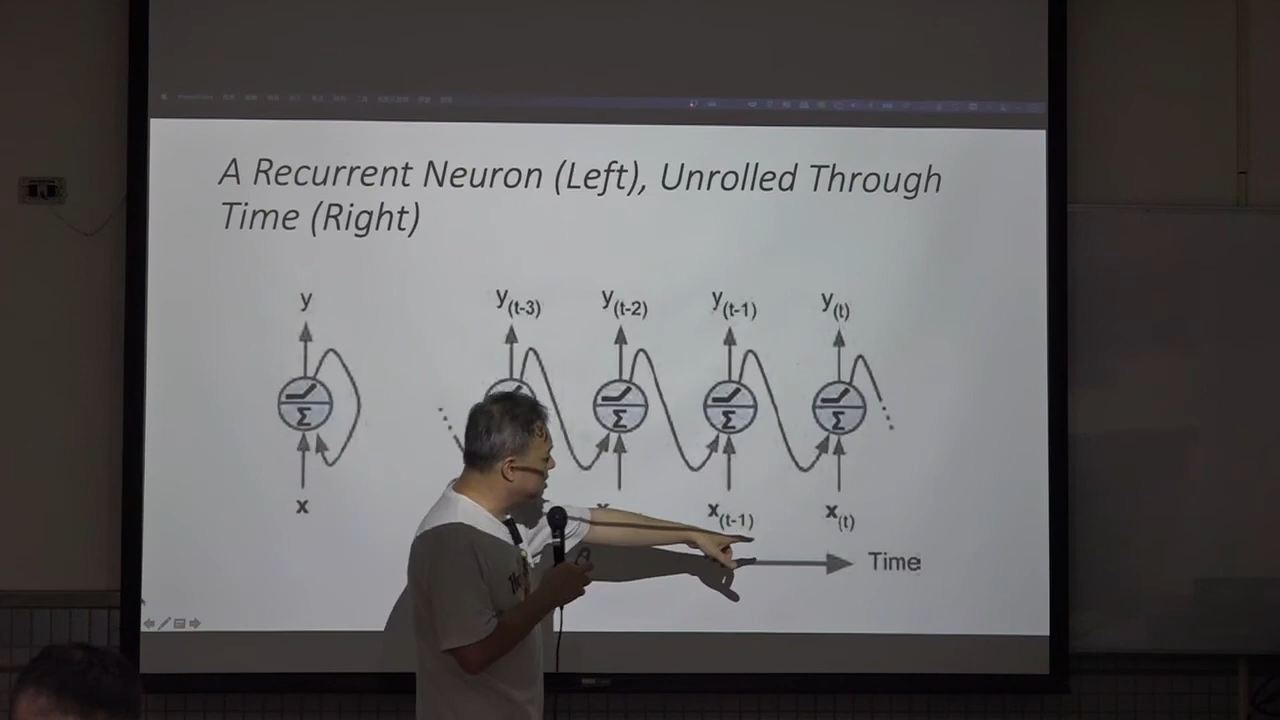 A Recurrent Neuron (Left), Unrolled Through
Time (Right)
y
y(t-3)
y(t-2)
y(t-1)
y(t)
Σ
Σ
Σ
Σ
x
x(t-1)
x(t)
Time